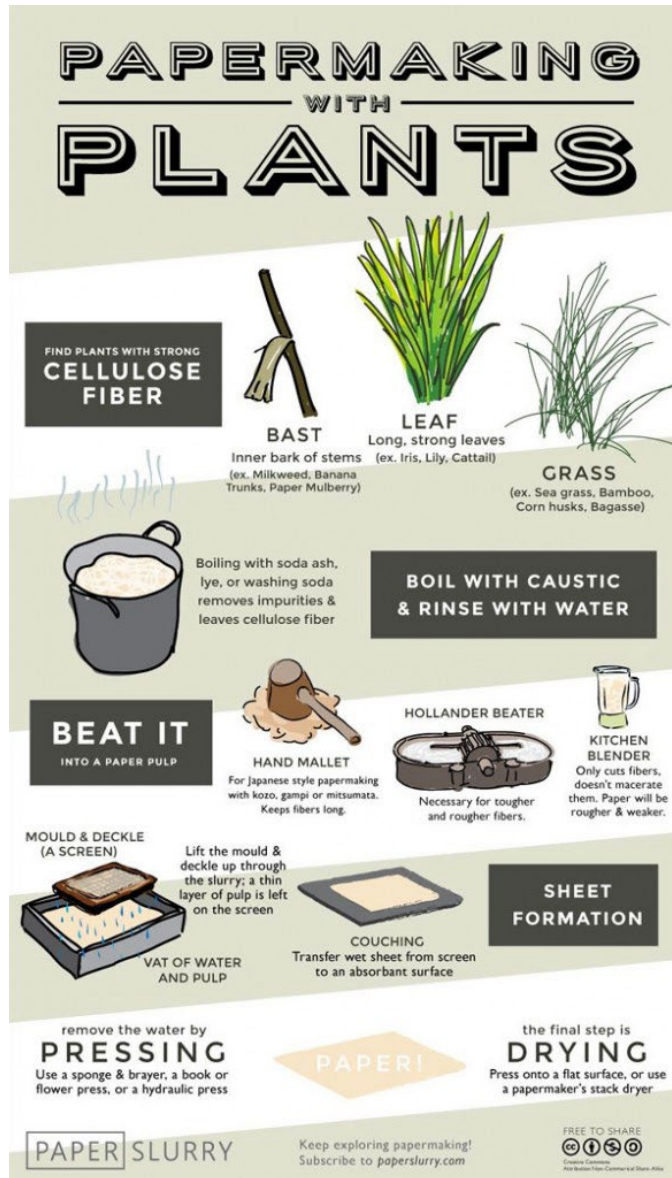 PAPERMAKING
WITH
PLANTS
FIND PLANTS WITH STRONG
CELLULOSE
FIBER
BAST
Inner bark of stems
(ex. Milkweed, Banana
Trunks, Paper Mulberry)
LEAF
Long, strong leaves
(ex. Iris, Lily, Cattail)
GRASS
(ex. Sea grass, Bamboo,
Corn husks, Bagasse)
Boiling with soda ash,
lye, or washing soda
removes impurities &
leaves cellulose fiber
BOIL WITH CAUSTIC
& RINSE WITH WATER
BEAT IT
INTO A PAPER PULP
HAND MALLET
For Japanese style papermaking
with kozo, gampi or mitsumata.
Keeps fibers long.
HOLLANDER BEATER
Necessary for tougher
and rougher fibers.
KITCHEN
BLENDER
Only cuts fibers,
doesn't macerate
them. Paper will be
rougher & weaker.
MOULD & DECKLE
(A SCREEN)
Lift the mould &
deckle up through
the slurry; a thin
layer of pulp is left
on the screen
VAT OF WATER
AND PULP
COUCHING
Transfer wet sheet from screen
to an absorbant surface
SHEET
FORMATION
remove the water by
PRESSING
Use a sponge & brayer, a book or
flower press, or a hydraulic press
PAPER!
the final step is
DRYING
Press onto a flat surface, or use
a papermaker's stack dryer
PAPER SLURRY
Keep exploring papermaking!
Subscribe to paperslurry.com
FREE TO SHARE
Creative Commons
Attribution-Non-Commercial-Share-Alike